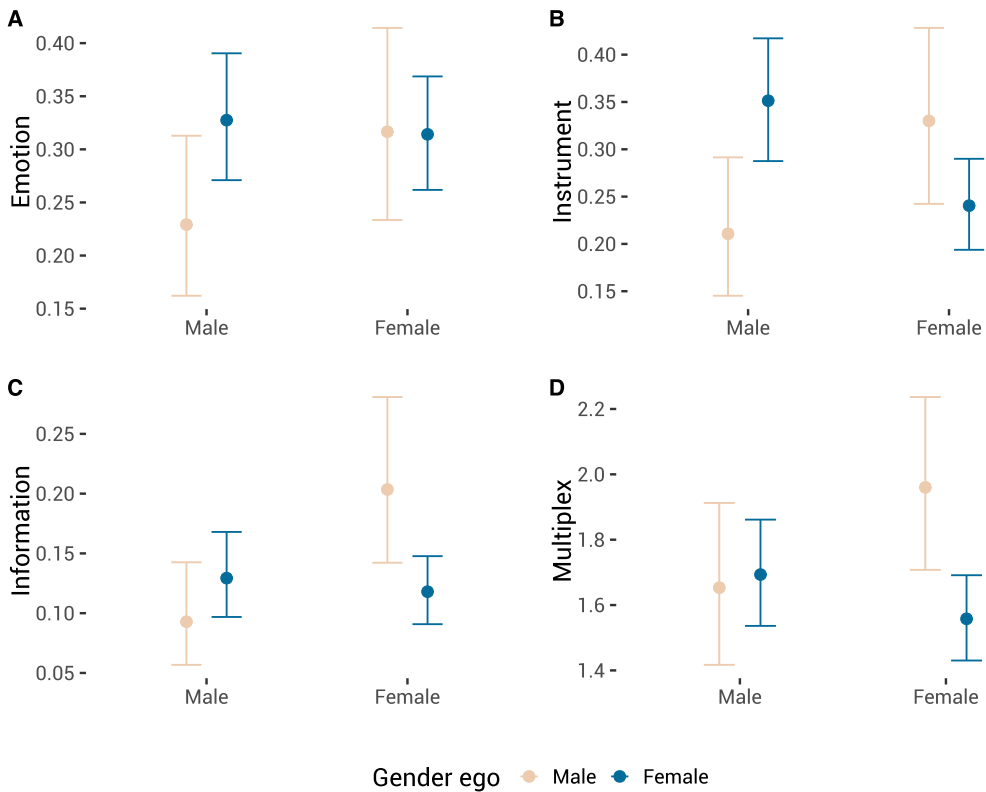 A
Emotion
0.40
0.35
0.30
0.25
0.20
0.15
Male Female
B
Instrument
0.40
0.35
0.30
0.25
0.20
0.15
Male Female
C
Information
0.25
0.20
0.15
0.10
0.05
Male Female
D
Multiplex
2.2
2.0
1.8
1.6
1.4
Male Female
Gender ego Male Female